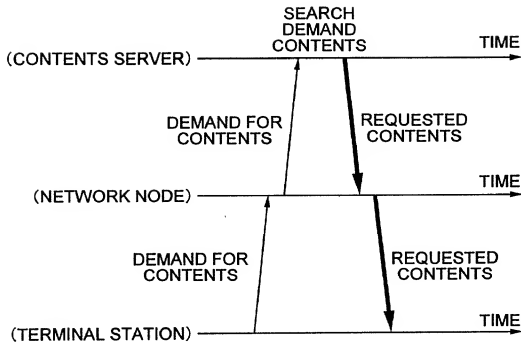 SEARCH
DEMAND
CONTENTS
TIME
(CONTENTS SERVER)
DEMAND FOR
CONTENTS
REQUESTED
CONTENTS
TIME
(NETWORK NODE)
DEMAND FOR
CONTENTS
REQUESTED
CONTENTS
TIME
(TERMINAL STATION)